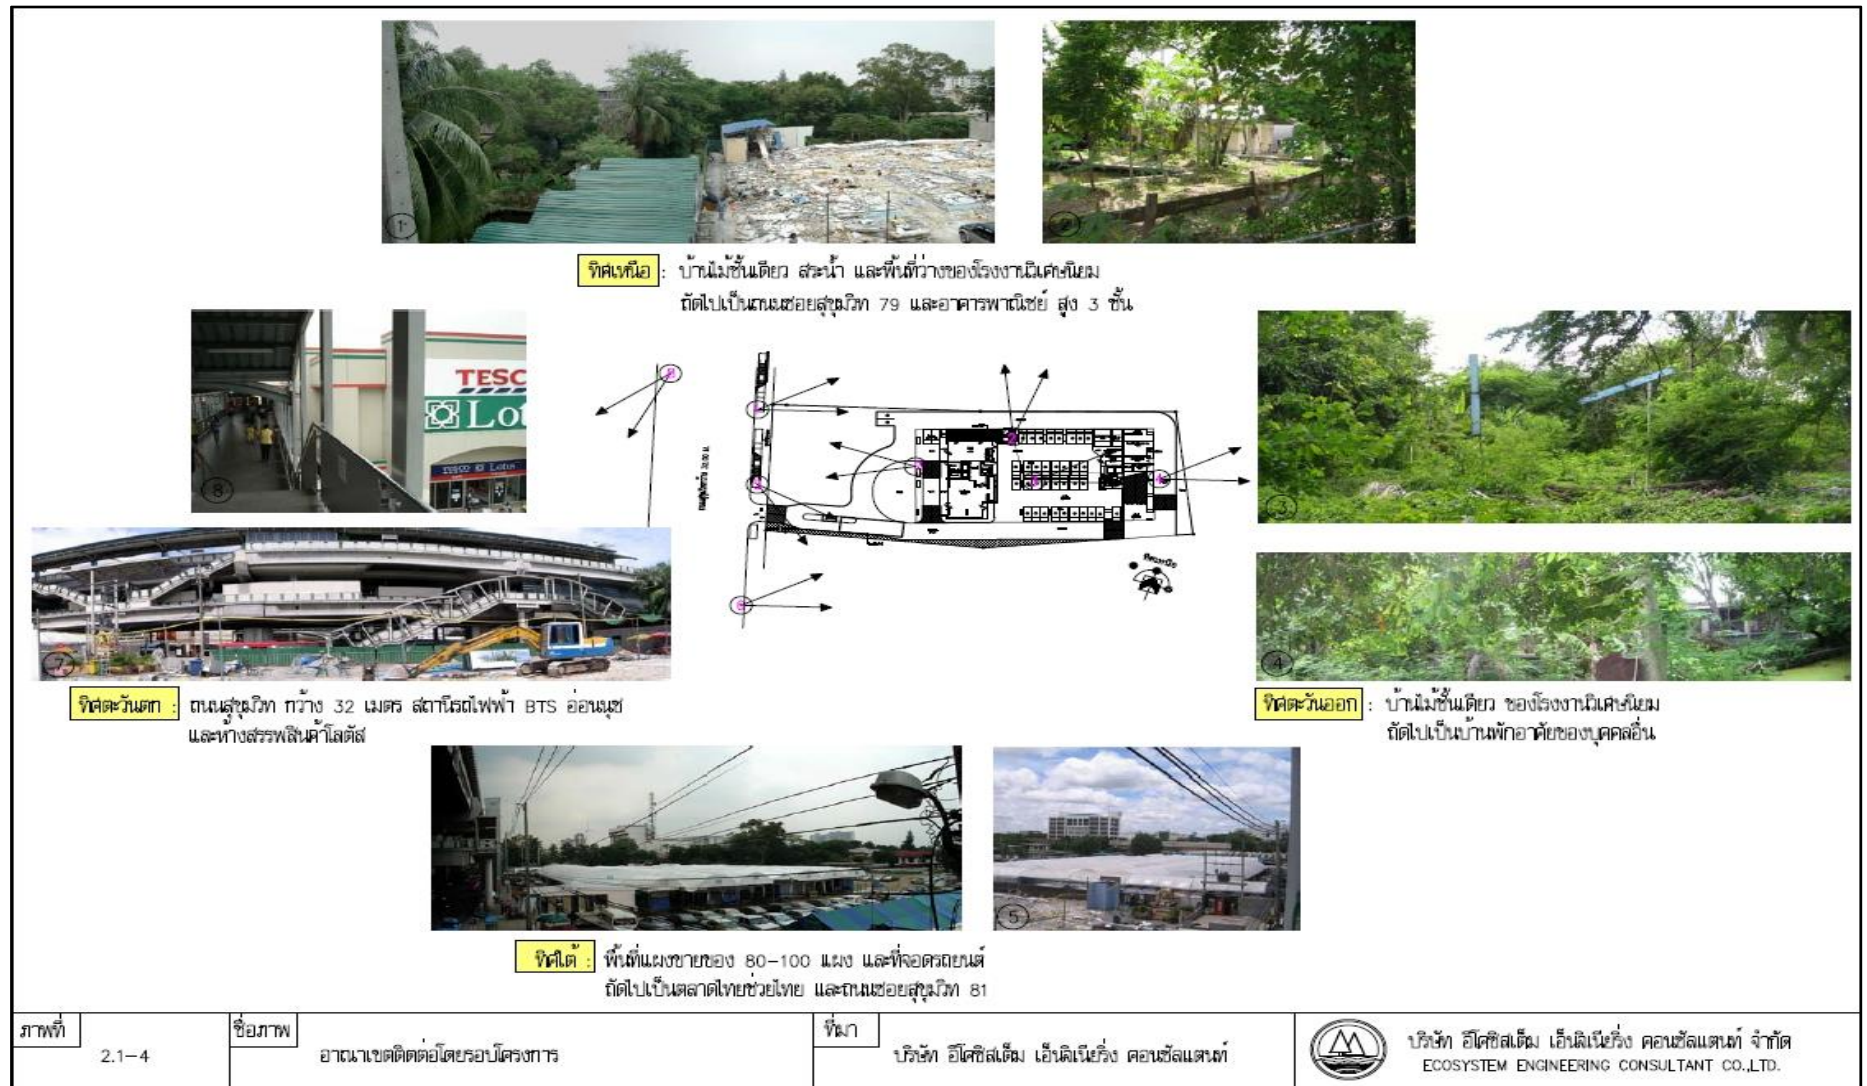 1
2
ทิศเหนือ : บ้านไม้ชั้นเดียว สระน้ำ และพื้นที่ว่างของโรงงานวิเศษนิยม
ถัดไปเป็นถนนซอยสุขุมวิท 79 และอาคารพาณิชย์ สูง 3 ชั้น
TESC
Lot
TESCO Lotus
8
3
7
4
ทิศตะวันตก : ถนนสุขุมวิท กว้าง 32 เมตร สถานีรถไฟฟ้า BTS อ่อนนุช
และห้างสรรพสินค้าโลตัส
ทิศตะวันออก : บ้านไม้ชั้นเดียว ของโรงงานวิเศษนิยม
ถัดไปเป็นบ้านพักอาศัยของบุคคลอื่น
5
ทิศใต้ : พื้นที่แผงขายของ 80-100 แผง และที่จอดรถยนต์
ถัดไปเป็นตลาดไทยช่วยไทย และถนนซอยสุขุมวิท 81
ภาพที่
2.1-4
ชื่อภาพ
อาณาเขตติดต่อโดยรอบโครงการ
ที่มา
บริษัท อีโคซิสเต็ม เอ็นจิเนียริ่ง คอนซัลแตนท์
บริษัท อีโคซิสเต็ม เอ็นจิเนียริ่ง คอนซัลแตนท์ จำกัด
ECOSYSTEM ENGINEERING CONSULTANT CO.,LTD.